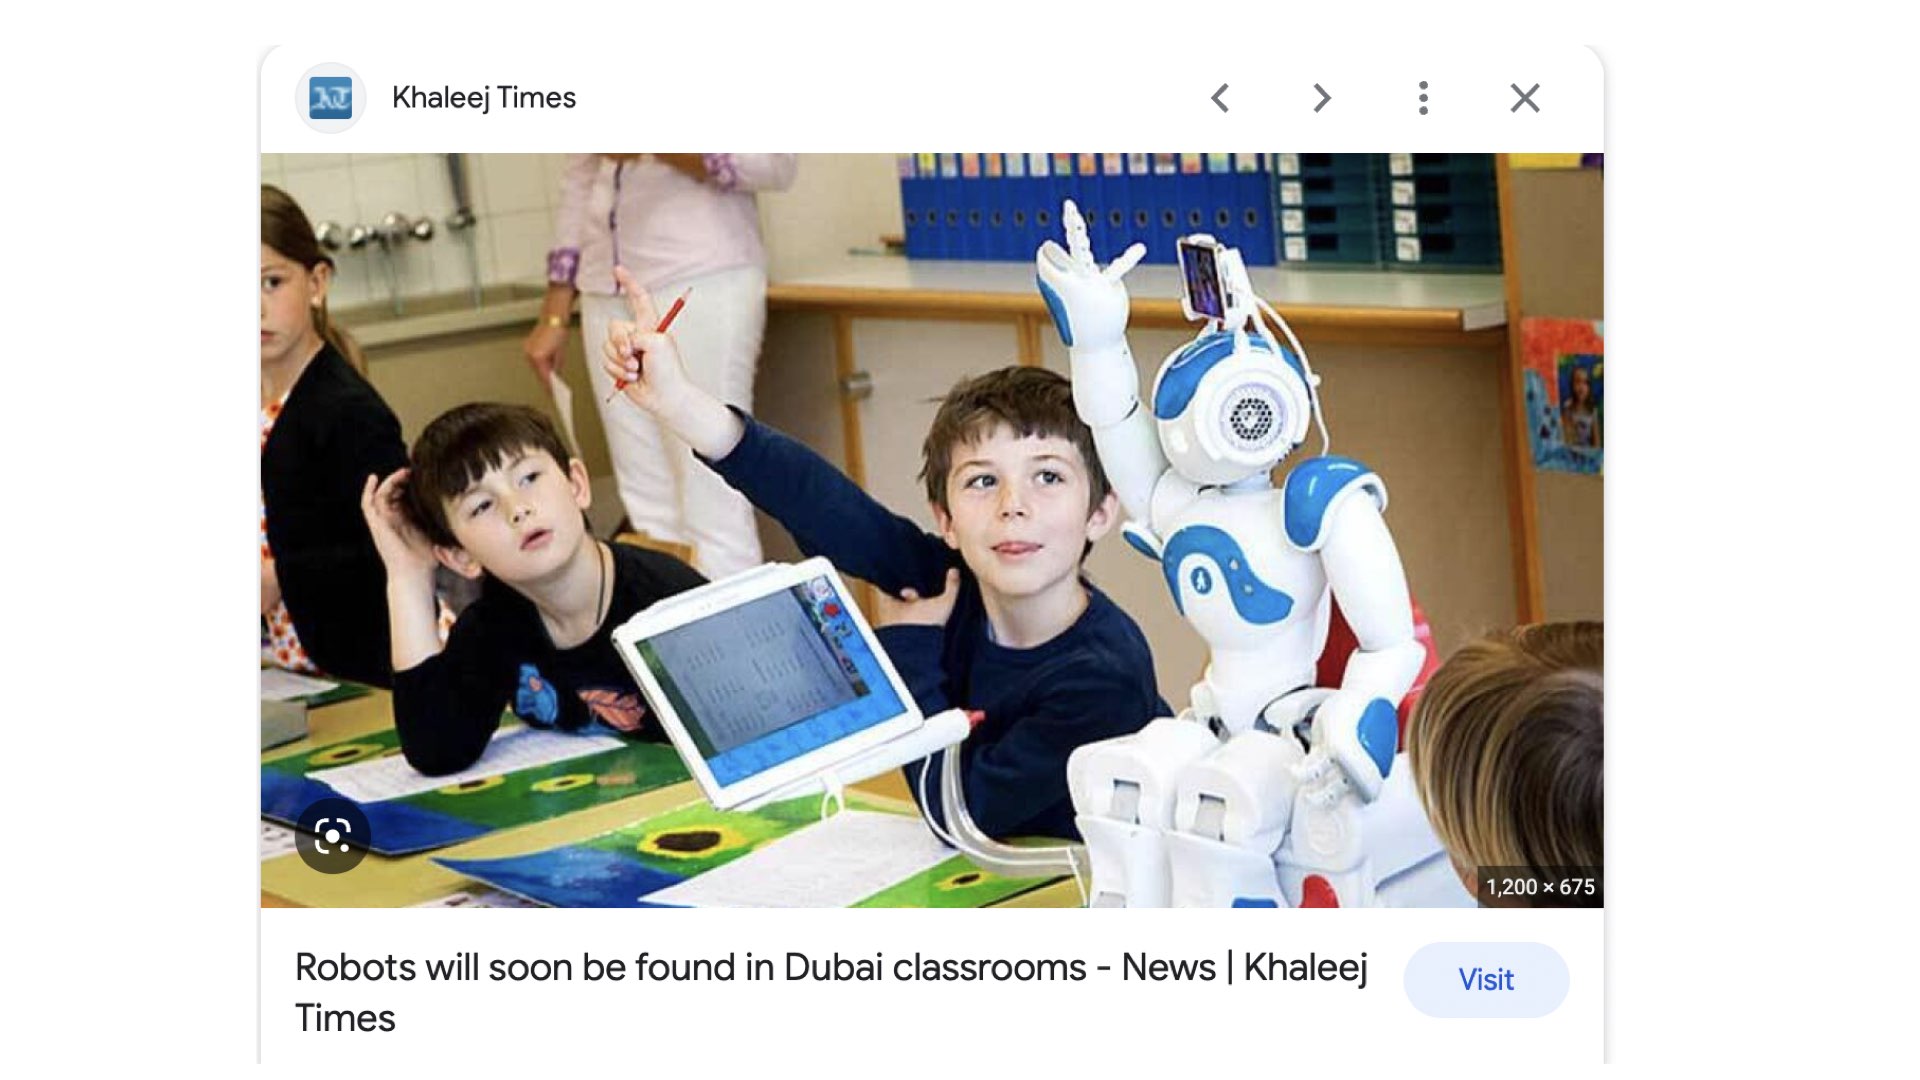 Khaleej Times
1,200 × 675
Robots will soon be found in Dubai classrooms - News | Khaleej
Times
Visit